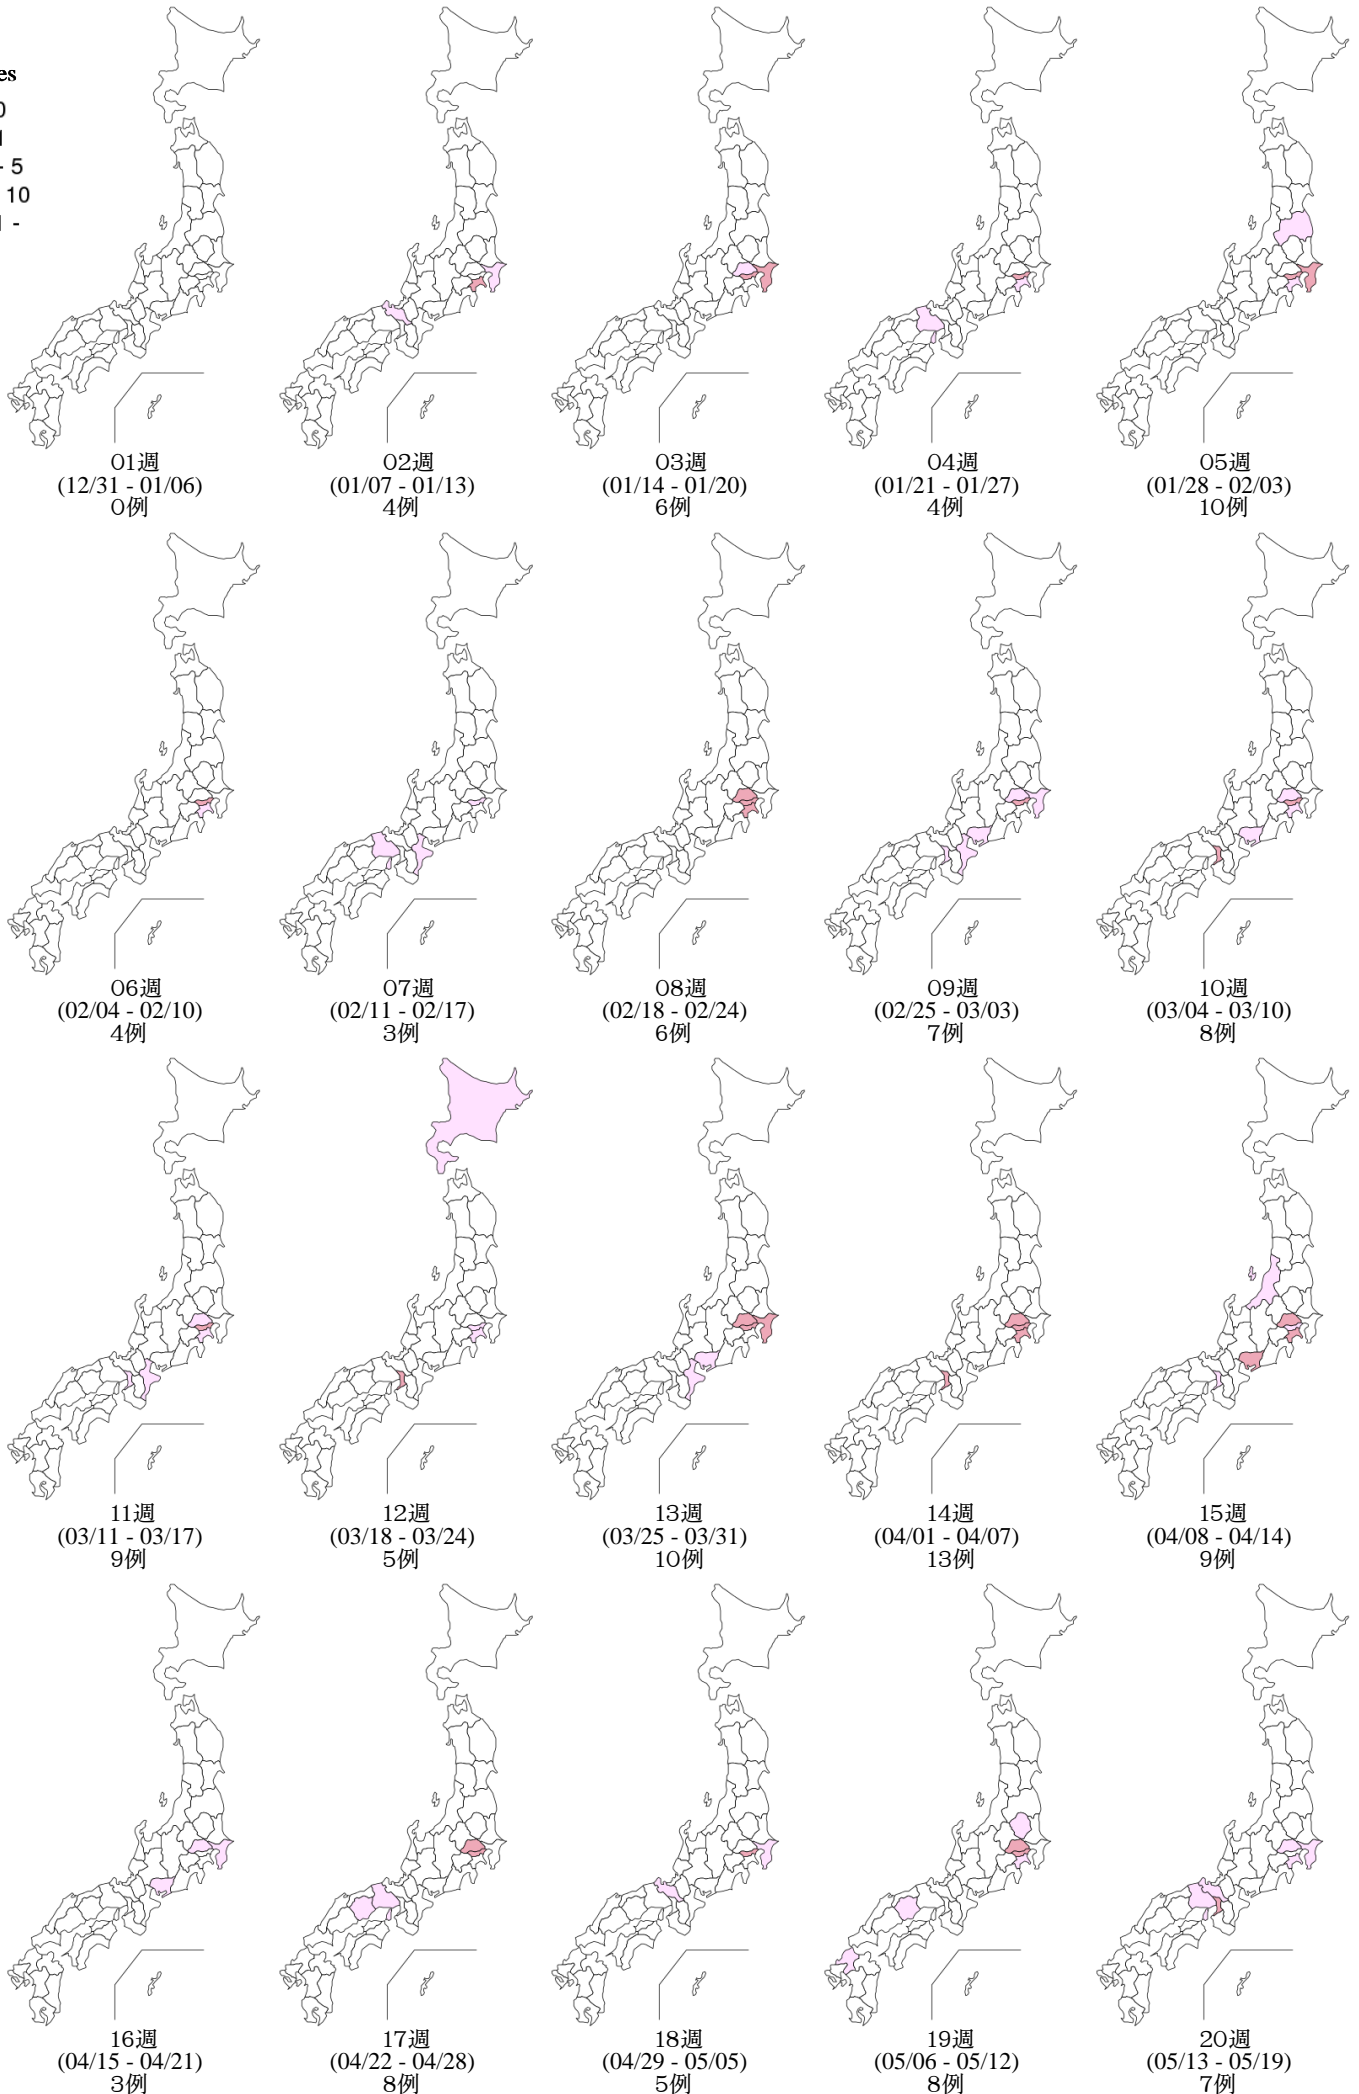 es
0
1
- 5
10
1 -
01週
(12/31 - 01/06)
0例
02週
(01/07 - 01/13)
4例
03週
(01/14 - 01/20)
6例
04週
(01/21 - 01/27)
4例
05週
(01/28 - 02/03)
10例
06週
(02/04 - 02/10)
4例
07週
(02/11 - 02/17)
3例
08週
(02/18 - 02/24)
6例
09週
(02/25 - 03/03)
7例
10週
(03/04 - 03/10)
8例
11週
(03/11 - 03/17)
9例
12週
(03/18 - 03/24)
5例
13週
(03/25 - 03/31)
10例
14週
(04/01 - 04/07)
13例
15週
(04/08 - 04/14)
9例
16週
(04/15 - 04/21)
3例
17週
(04/22 - 04/28)
8例
18週
(04/29 - 05/05)
5例
19週
(05/06 - 05/12)
8例
20週
(05/13 - 05/19)
7例